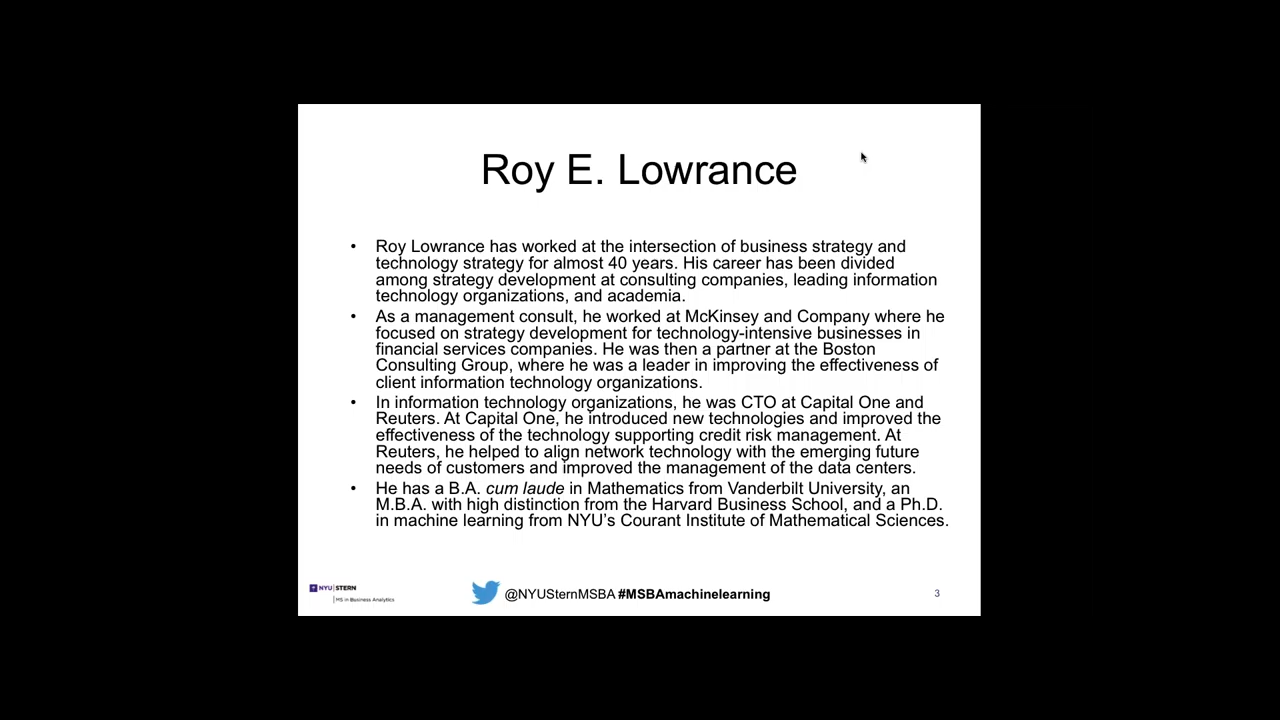 Roy E. Lowrance
• Roy Lowrance has worked at the intersection of business strategy and
technology strategy for almost 40 years. His career has been divided
among strategy development at consulting companies, leading information
technology organizations, and academia.
• As a management consult, he worked at McKinsey and Company where he
focused on strategy development for technology-intensive businesses in
financial services companies. He was then a partner at the Boston
Consulting Group, where he was a leader in improving the effectiveness of
client information technology organizations.
• In information technology organizations, he was CTO at Capital One and
Reuters. At Capital One, he introduced new technologies and improved the
effectiveness of the technology supporting credit risk management. At
Reuters, he helped to align network technology with the emerging future
needs of customers and improved the management of the data centers.
• He has a B.A. cum laude in Mathematics from Vanderbilt University, an
M.B.A. with high distinction from the Harvard Business School, and a Ph.D.
in machine learning from NYU’s Courant Institute of Mathematical Sciences.
NYU STERN
MS in Business Analytics
@NYUSternMSBA #MSBAmachinelearning
3